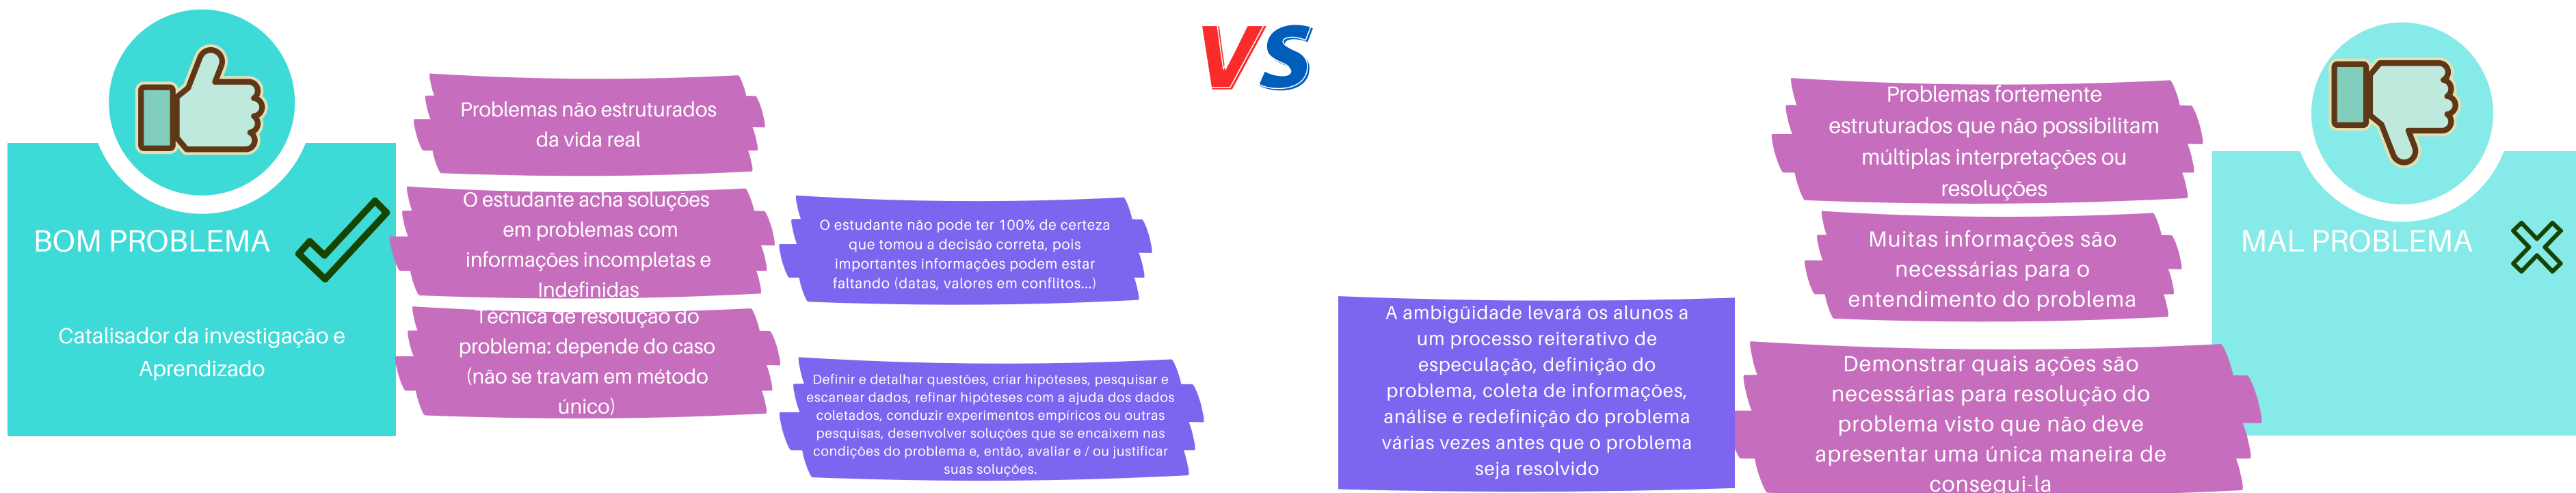 BOM PROBLEMA
Catalisador da investigação e
Aprendizado
Problemas não estruturados
da vida real
O estudante acha soluções
em problemas com
informações incompletas e
Indefinidas
Técnica de resolução do
problema: depende do caso
(não se travam em método
único)
O estudante não pode ter 100% de certeza
que tomou a decisão correta, pois
importantes informações podem estar
faltando (datas, valores em conflitos...)
Definir e detalhar questões, criar hipóteses, pesquisar e
escanear dados, refinar hipóteses com a ajuda dos dados
coletados, conduzir experimentos empíricos ou outras
pesquisas, desenvolver soluções que se encaixem nas
condições do problema e, então, avaliar e / ou justificar
suas soluções.
VS
A ambigüidade levará os alunos a
um processo reiterativo de
especulação, definição do
problema, coleta de informações,
análise e redefinição do problema
várias vezes antes que o problema
seja resolvido
Problemas fortemente
estruturados que não possibilitam
múltiplas interpretações ou
resoluções
Muitas informações são
necessárias para o
entendimento do problema
Demonstrar quais ações são
necessárias para resolução do
problema visto que não deve
apresentar uma única maneira de
consegui-la
MAL PROBLEMA